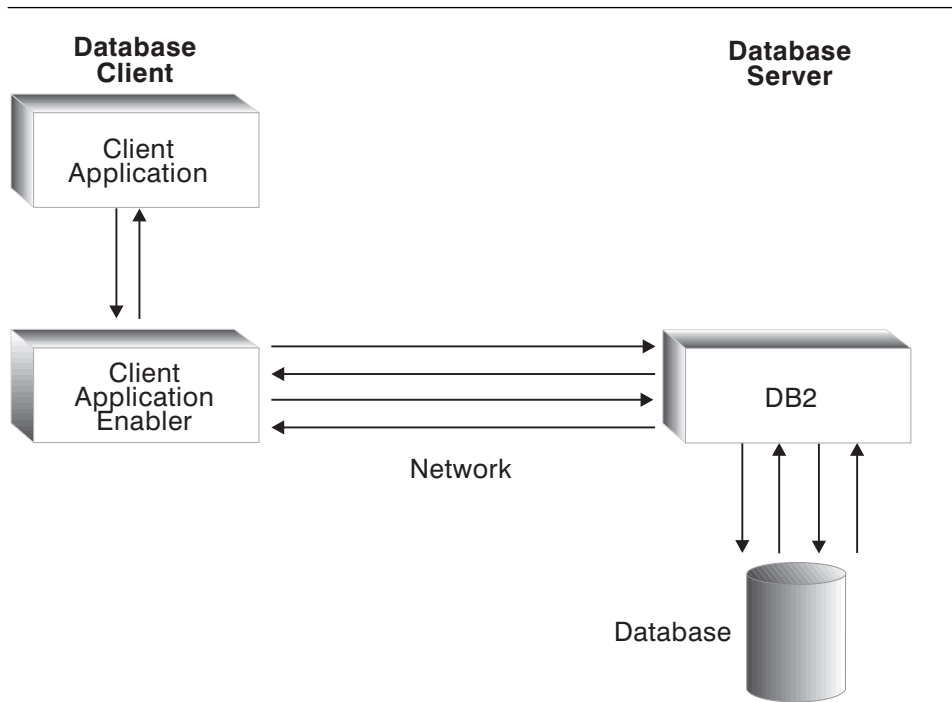 Database
Client
Database
Server
Client
Application
Client
Application
Enabler
DB2
Network
Database